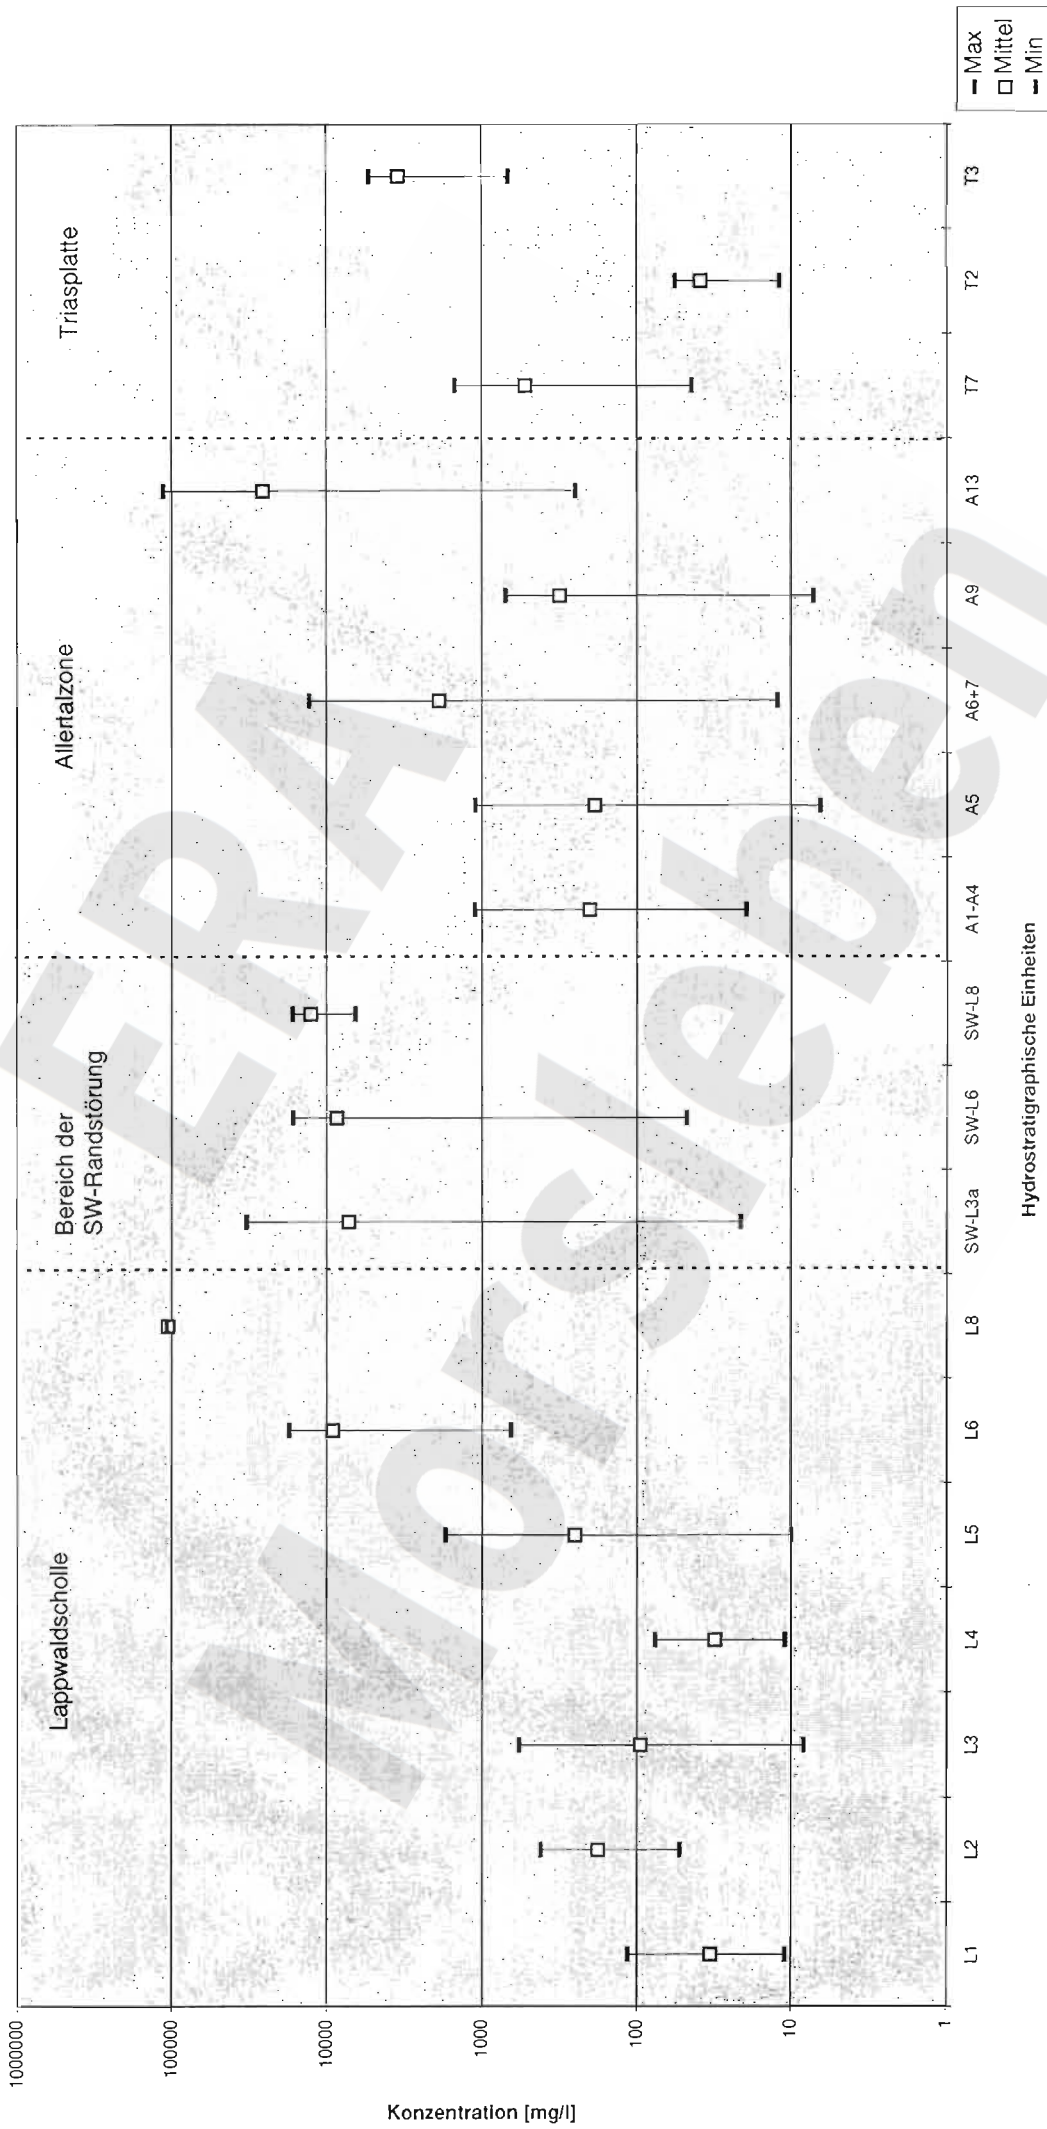 Lappwaldscholle
Bereich der
SW-Randstörung
Allertalzone
Triasplatte
Konzentration [mg/l]
1000000
100000
10000
1000
100
10
1
L1
L2
L3
L4
L5
L6
L8
SW-L3a
SW-L6
SW-L8
A1-A4
A5
A6+7
A9
A13
T7
T2
T3
Hydrostratigraphische Einheiten
Max
Mittel
Min
ERA
Morsleben